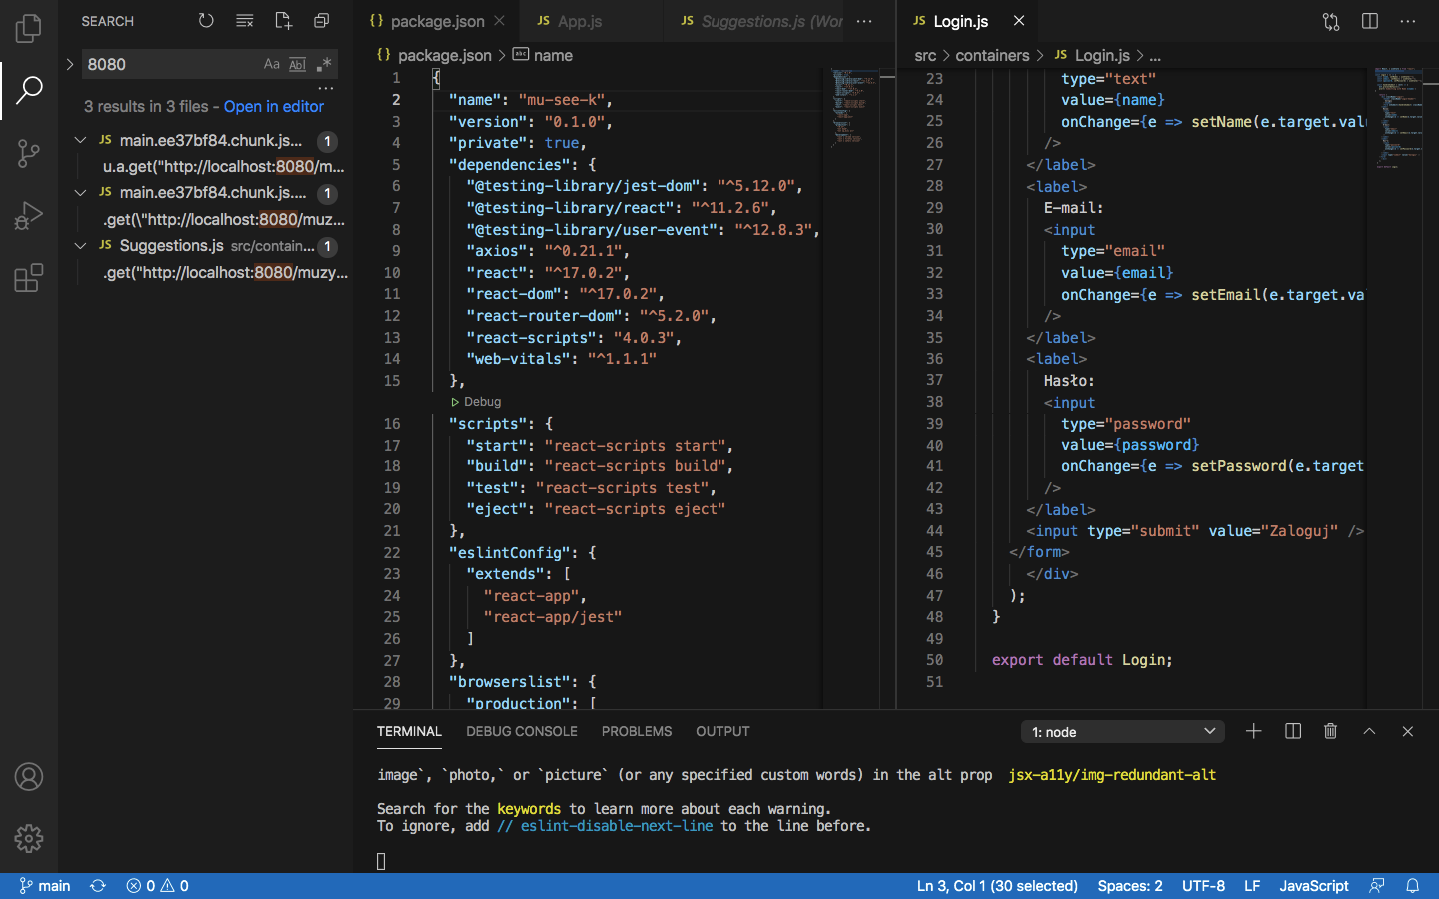 SEARCH
8080
Aa
Abl
.*
3 results in 3 files - Open in editor
JS main.ee37bf84.chunk.js... 1
u.a.get("http://localhost:8080/m...
JS main.ee37bf84.chunk.js.... 1
.get(\"http://localhost:8080/muz...
JS Suggestions.js src/contain... 1
.get("http://localhost:8080/muzy...
{} package.json
JS App.js
JS Suggestions.js (Wor
{} package.json > abc name
1 {
2 "name": "mu-see-k",
3 "version": "0.1.0",
4 "private": true,
5 "dependencies": {
6 "@testing-library/jest-dom": "^5.12.0",
7 "@testing-library/react": "^11.2.6",
8 "@testing-library/user-event": "^12.8.3",
9 "axios": "^0.21.1",
10 "react": "^17.0.2",
11 "react-dom": "^17.0.2",
12 "react-router-dom": "^5.2.0",
13 "react-scripts": "4.0.3",
14 "web-vitals": "^1.1.1"
15 },
Debug
16 "scripts": {
17 "start": "react-scripts start",
18 "build": "react-scripts build",
19 "test": "react-scripts test",
20 "eject": "react-scripts eject"
21 },
22 "eslintConfig": {
23 "extends": [
24 "react-app",
25 "react-app/jest"
26 ]
27 },
28 "browserslist": {
29 "production": [
JS Login.js
src > containers > JS Login.js > ...
23 type="text"
24 value={name}
25 onChange={e => setName(e.target.valu
26 />
27 </label>
28 <label>
29 E-mail:
30 <input
31 type="email"
32 value={email}
33 onChange={e => setEmail(e.target.va
34 />
35 </label>
36 <label>
37 Hasło:
38 <input
39 type="password"
40 value={password}
41 onChange={e => setPassword(e.target
42 />
43 </label>
44 <input type="submit" value="Zaloguj" />
45 </form>
46 </div>
47 );
48 }
49
50 export default Login;
51
TERMINAL
DEBUG CONSOLE
PROBLEMS
OUTPUT
1: node
image`, `photo,` or `picture` (or any specified custom words) in the alt prop jsx-a11y/img-redundant-alt
Search for the keywords to learn more about each warning.
To ignore, add // eslint-disable-next-line to the line before.
main
0
0
Ln 3, Col 1 (30 selected)
Spaces: 2
UTF-8
LF
JavaScript